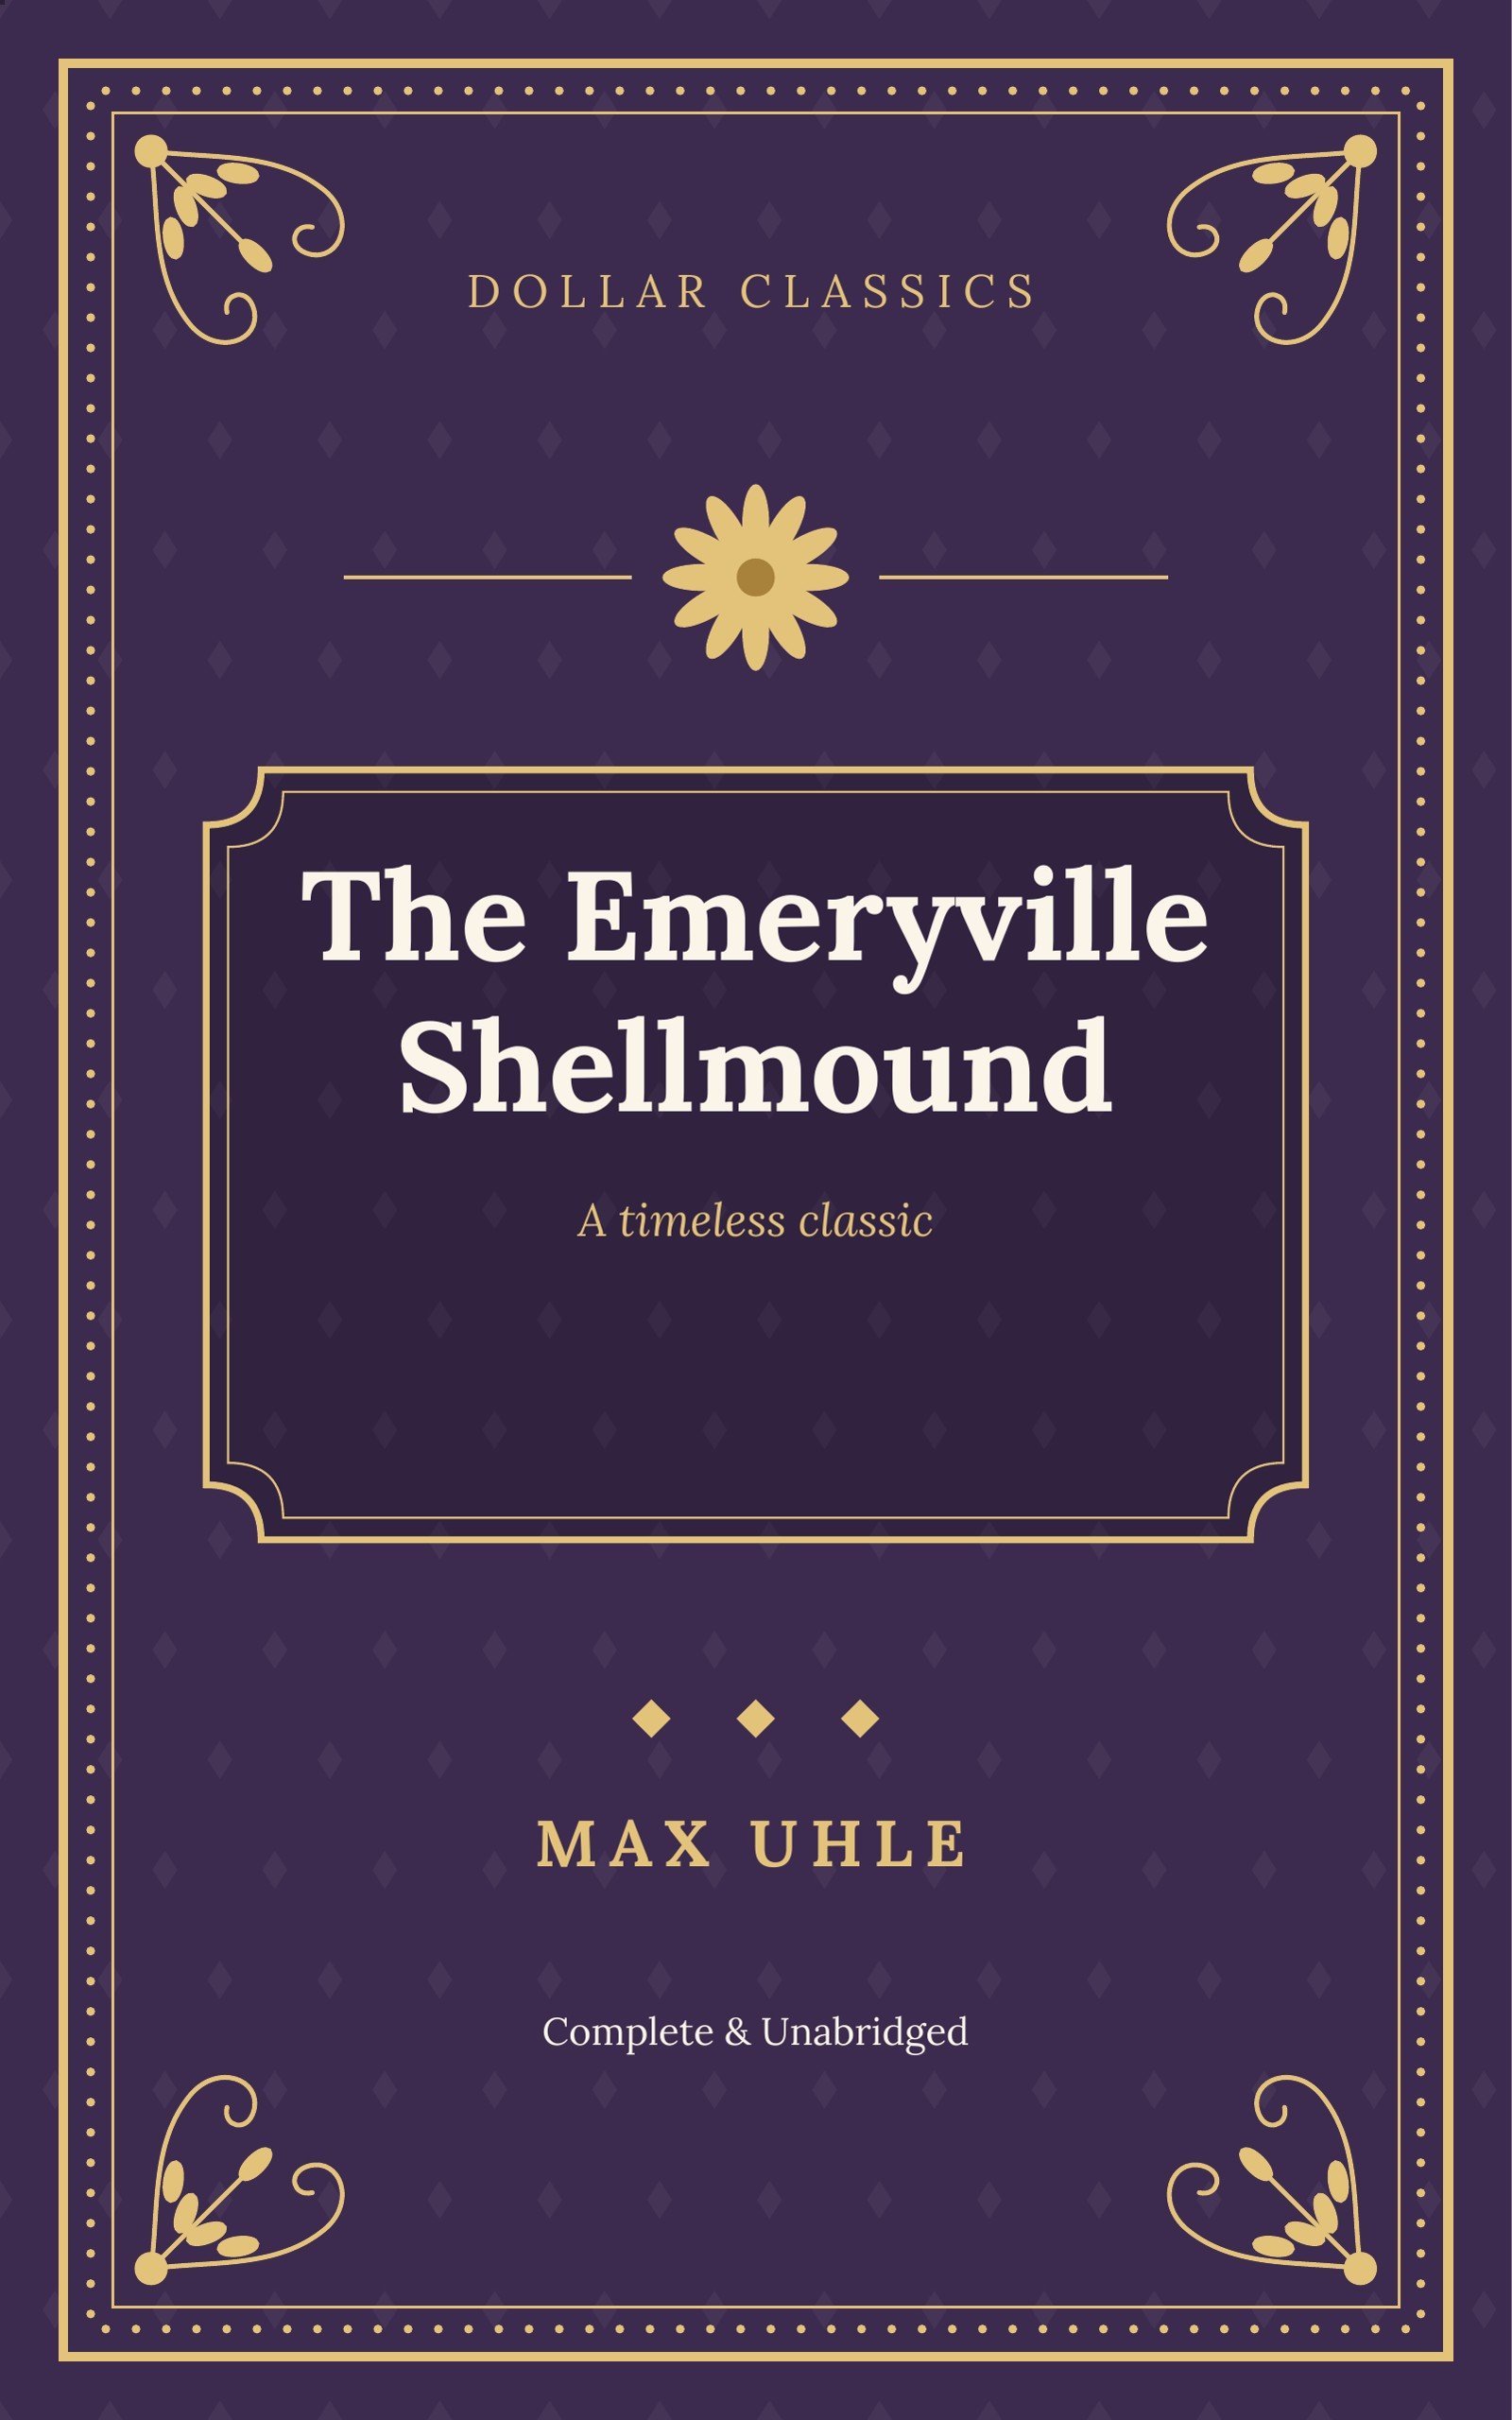 DOLLAR CLASSICS
The Emeryville
Shellmound
A timeless classic
MAX UHLE
Complete & Unabridged